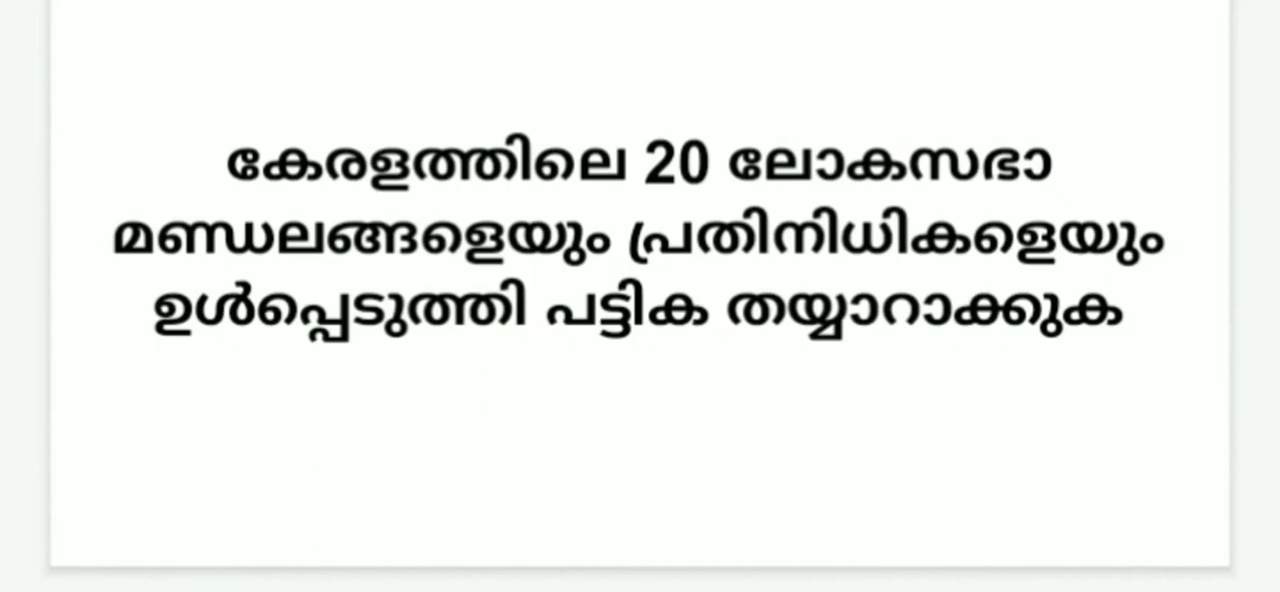 കേരളത്തിലെ 20 ലോകസഭാ
മണ്ഡലങ്ങളെയും പ്രതിനിധികളെയും
ഉൾപ്പെടുത്തി പട്ടിക തയ്യാറാക്കുക